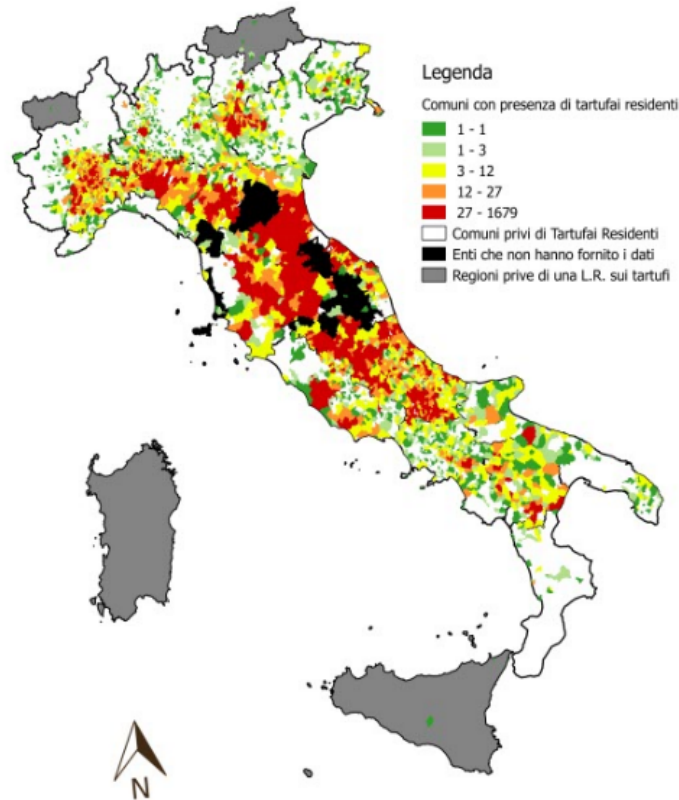 Legenda
Comuni con presenza di tartufai residenti
1 - 1
1 - 3
3 - 12
12 - 27
27 - 1679
Comuni privi di Tartufai Residenti
Enti che non hanno fornito i dati
Regioni prive di una L.R. sui tartufi
N